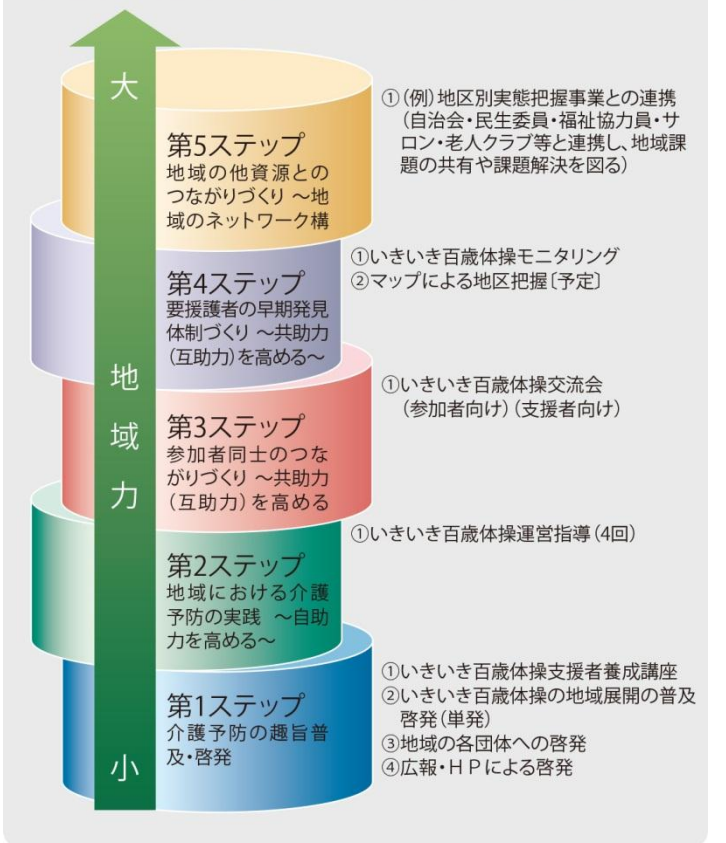 大
地域力
小
第5ステップ
地域の他資源との
つながりづくり ～地
域のネットワーク構
①(例)地区別実態把握事業との連携
(自治会・民生委員・福祉協力員・サ
ロン・老人クラブ等と連携し、地域課
題の共有や課題解決を図る)
第4ステップ
要援護者の早期発見
体制づくり ～共助力
(互助力)を高める～
①いきいき百歳体操モニタリング
②マップによる地区把握〔予定〕
第3ステップ
参加者同士のつな
がりづくり ～共助力
(互助力)を高める
①いきいき百歳体操交流会
(参加者向け)(支援者向け)
第2ステップ
地域における介護
予防の実践 ～自助
力を高める～
①いきいき百歳体操運営指導(4回)
第1ステップ
介護予防の趣旨普
及・啓発
①いきいき百歳体操支援者養成講座
②いきいき百歳体操の地域展開の普及
啓発(単発)
③地域の各団体への啓発
④広報・HPによる啓発